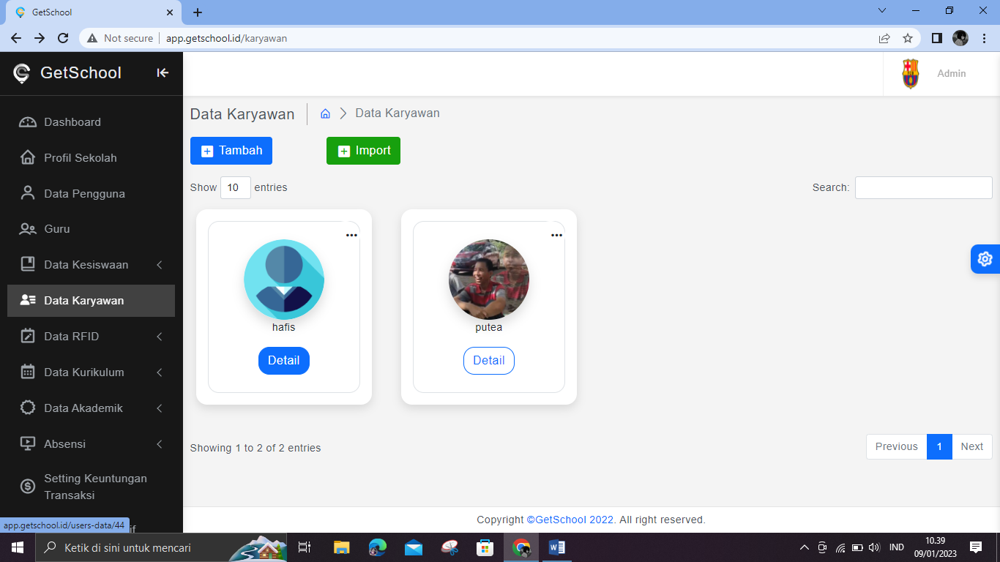 GetSchool
Not secure
app.getschool.id/karyawan
GetSchool
Admin
Dashboard
Profil Sekolah
Data Pengguna
Guru
Data Kesiswaan
Data Karyawan
Data RFID
Data Kurikulum
Data Akademik
Absensi
Setting Keuntungan
Transaksi
app.getschool.id/users-data/44
Data Karyawan
Data Karyawan
Tambah
Import
Show 10 entries
Search:
hafis
Detail
putea
Detail
Showing 1 to 2 of 2 entries
Previous 1 Next
Copyright ©GetSchool 2022. All right reserved.
Ketik di sini untuk mencari
IND
10.39
09/01/2023